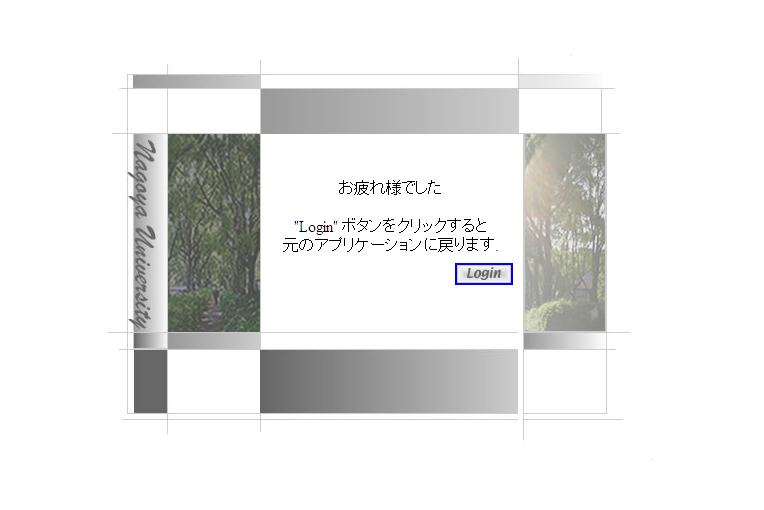 Nagoya University
お疲れ様でした
"Login" ボタンをクリックすると
元のアプリケーションに戻ります.
Login